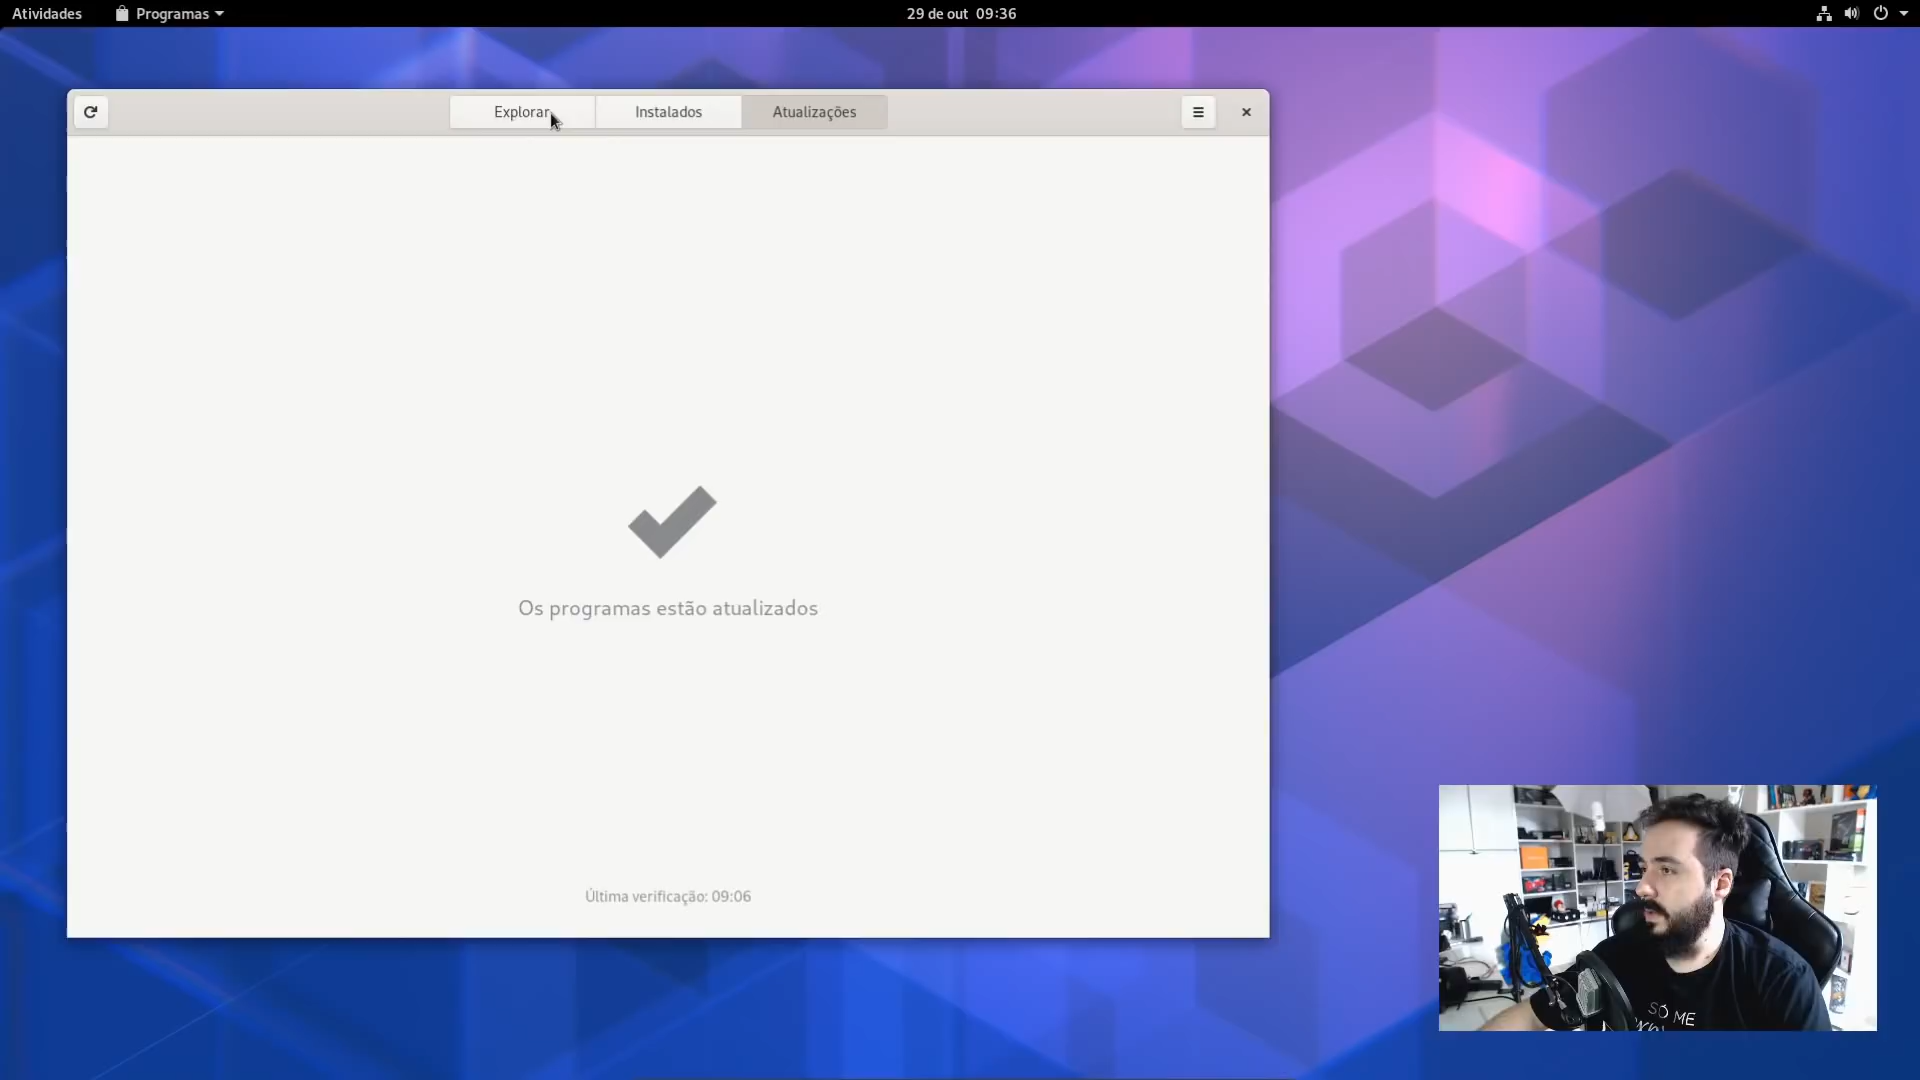 Atividades
Programas
29 de out 09:36
Explorar
Instalados
Atualizações
Os programas estão atualizados
Última verificação: 09:06
SO ME